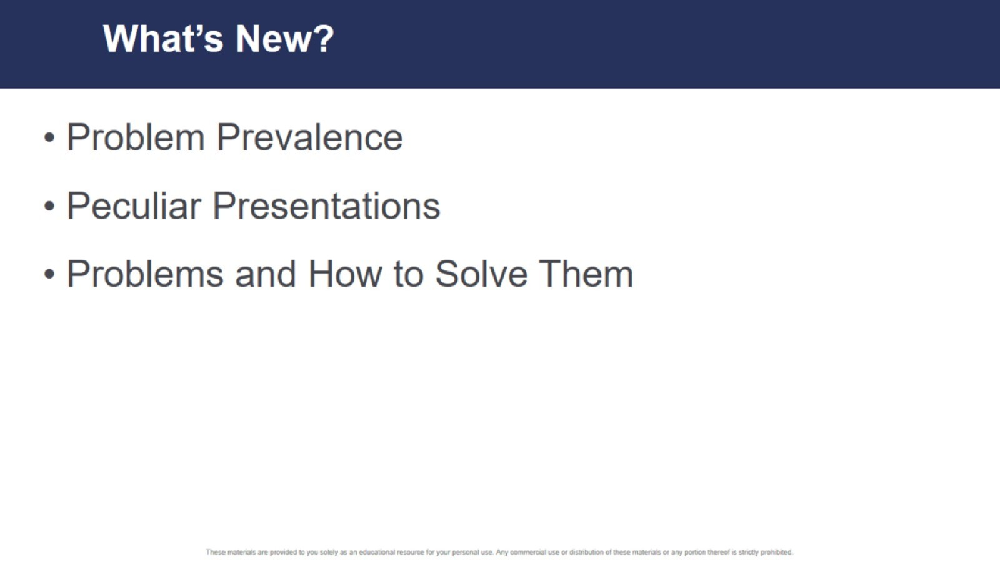 What’s New?
• Problem Prevalence
• Peculiar Presentations
• Problems and How to Solve Them
These materials are provided to you solely as an educational resource for your personal use. Any commercial use or distribution of these materials or any portion thereof is strictly prohibited.